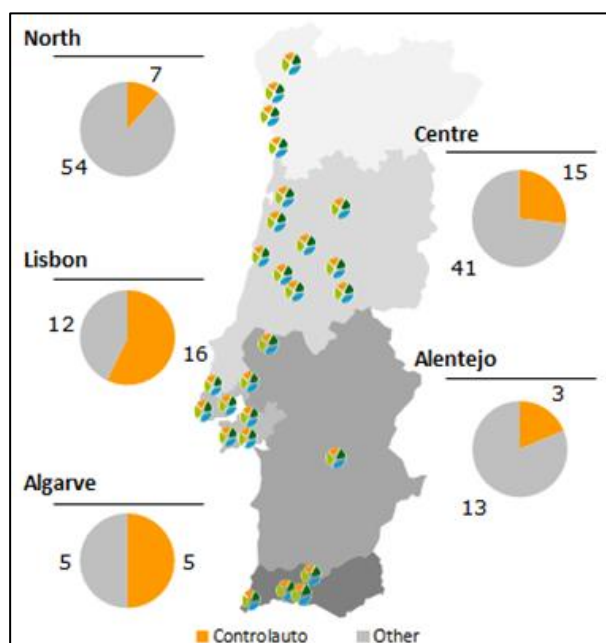 North
7
54
Centre
15
41
Lisbon
12
16
Alentejo
3
13
Algarve
5
5
Controlauto
Other